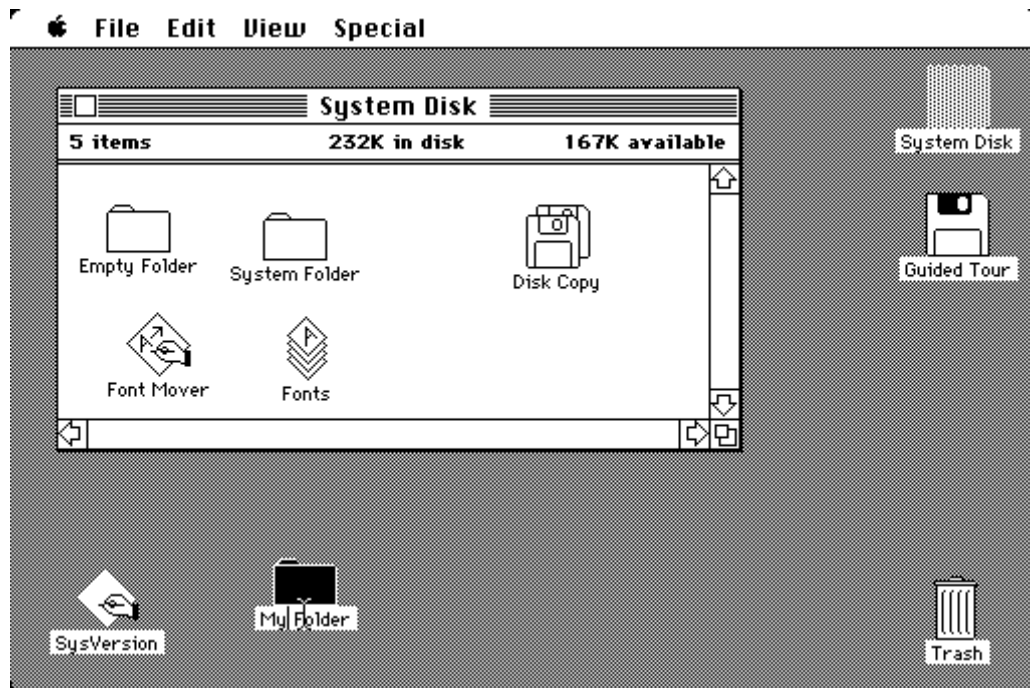 File Edit View Special
System Disk
5 items 232K in disk 167K available
Empty Folder
System Folder
Disk Copy
Font Mover
Fonts
System Disk
Guided Tour
SysVersion
My Folder
Trash